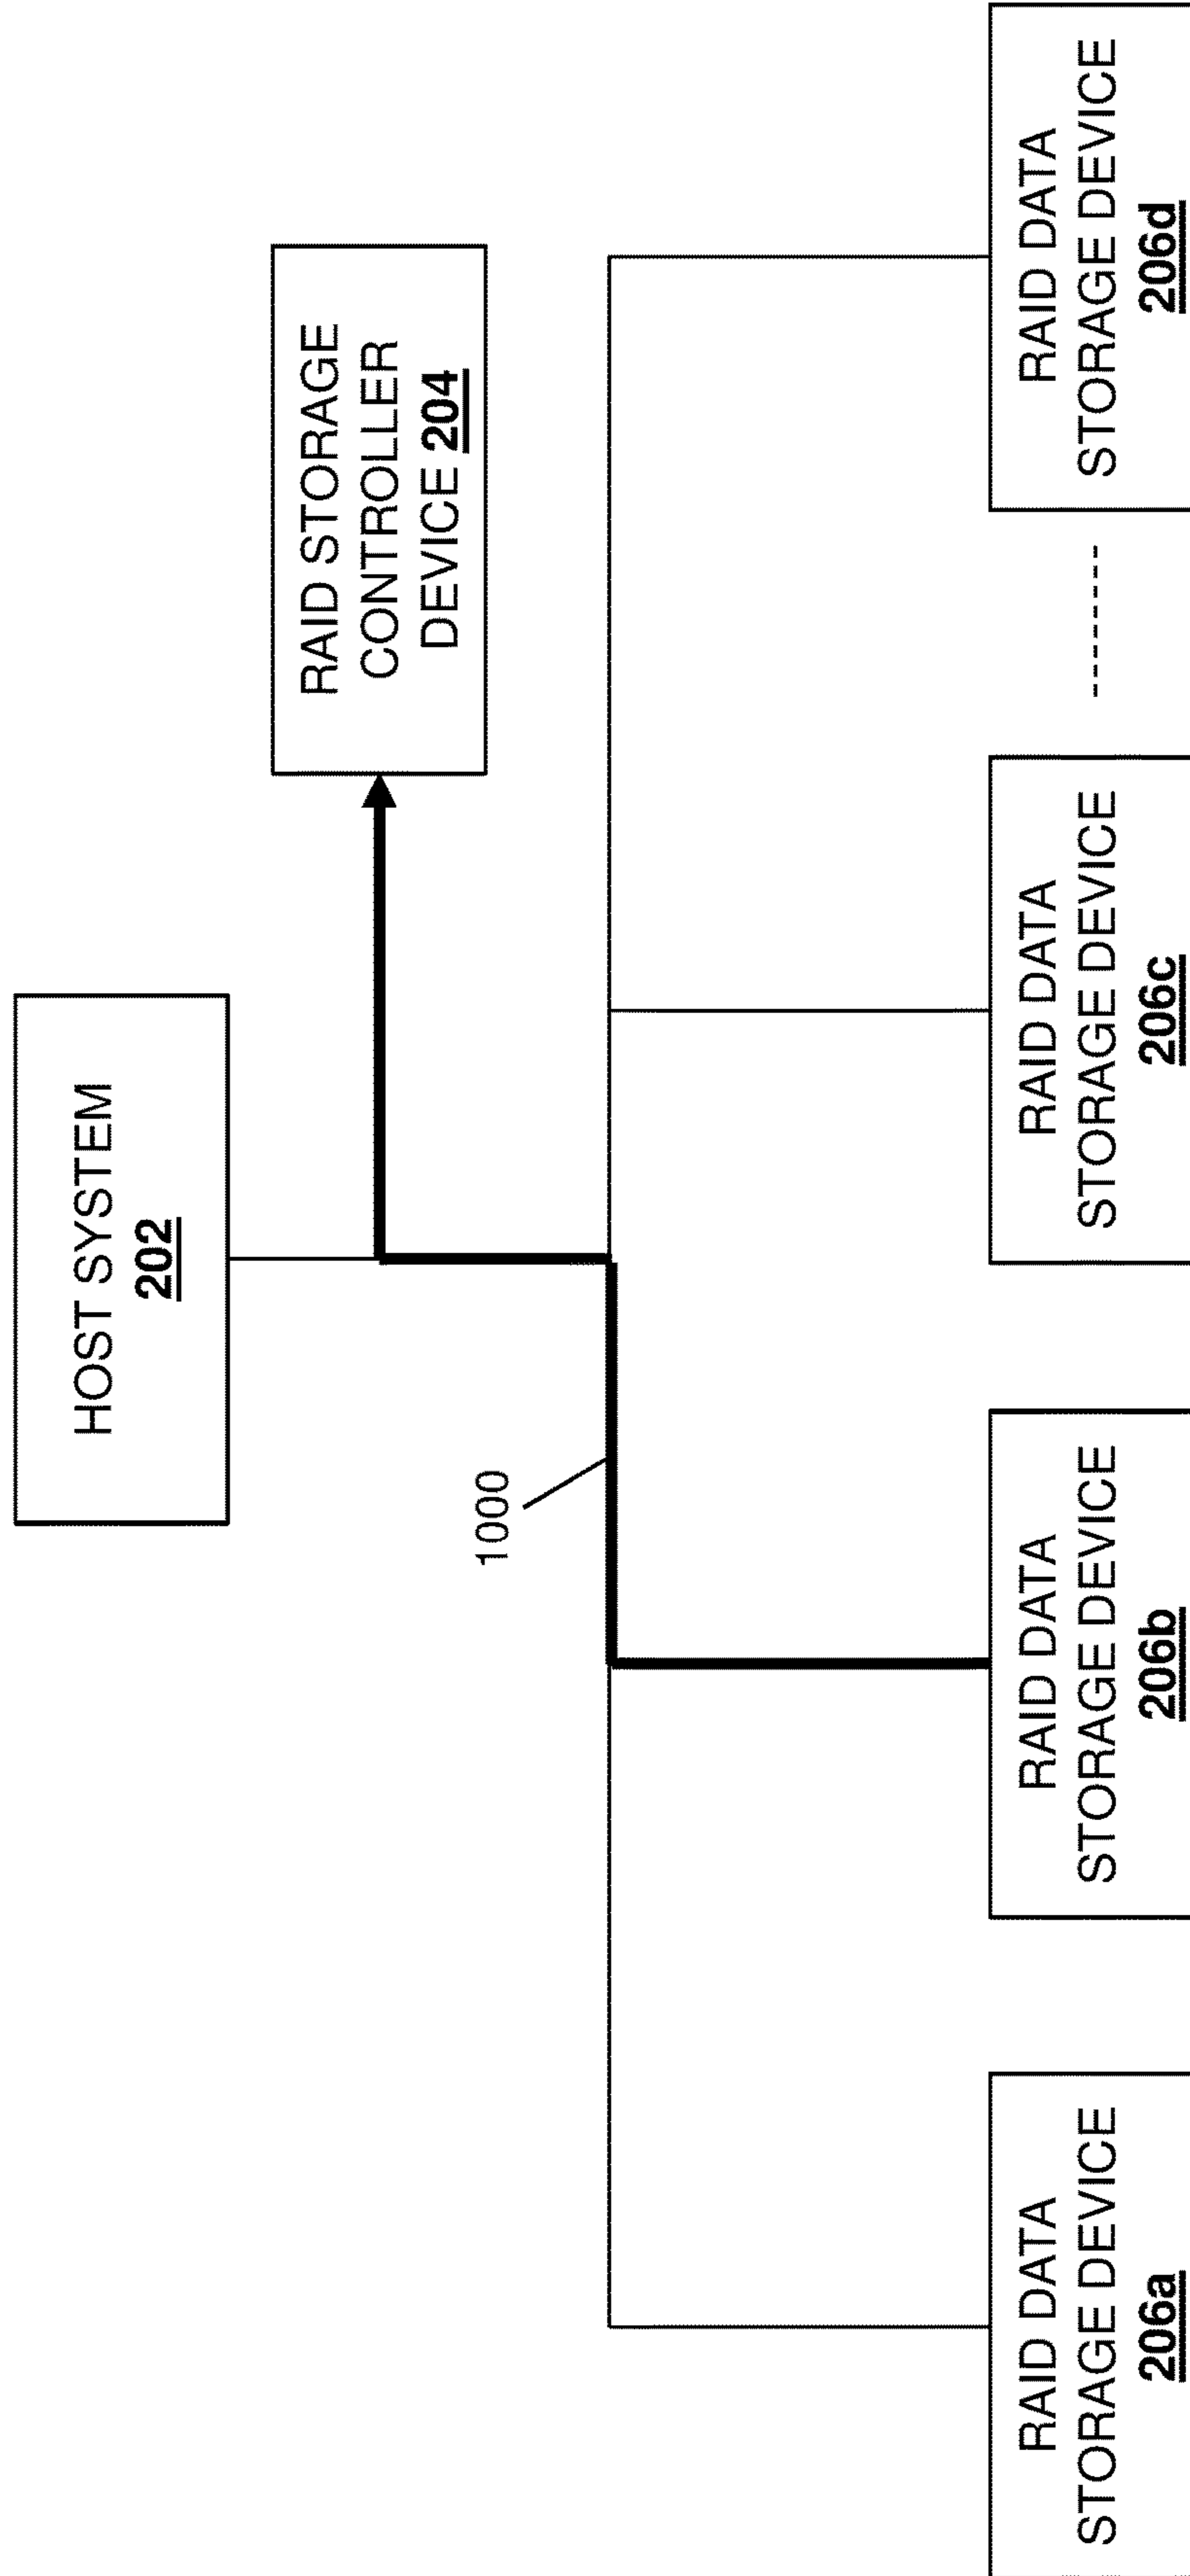 HOST SYSTEM
202
RAID STORAGE
CONTROLLER
DEVICE 204
1000
RAID DATA
STORAGE DEVICE
206a
RAID DATA
STORAGE DEVICE
206b
RAID DATA
STORAGE DEVICE
206c
RAID DATA
STORAGE DEVICE
206d